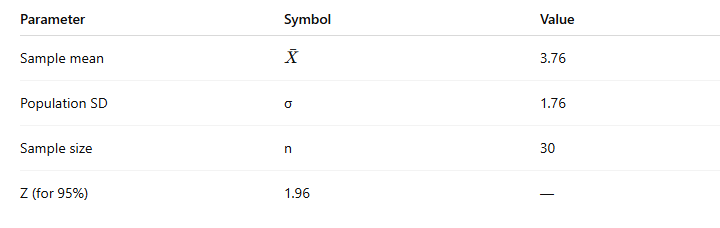 Parameter Symbol Value
Sample mean X̄ 3.76
Population SD σ 1.76
Sample size n 30
Z (for 95%) 1.96 —